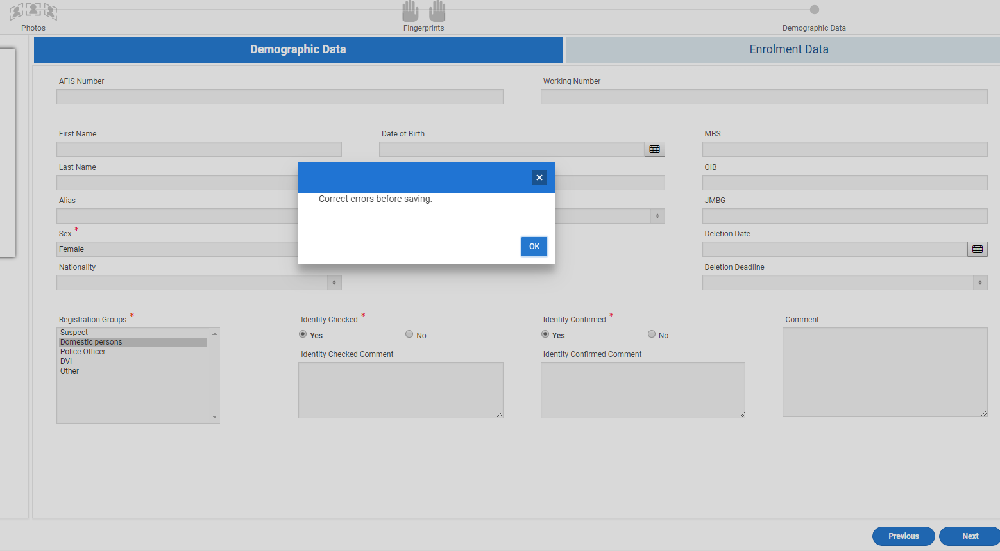 Photos
Fingerprints
Demographic Data
Demographic Data
Enrolment Data
AFIS Number
Working Number
First Name
Date of Birth
MBS
Last Name
OIB
Alias
JMBG
Sex *
Deletion Date
Female
Nationality
Deletion Deadline
Correct errors before saving.
OK
Registration Groups *
Identity Checked *
Identity Confirmed *
Comment
Suspect
Domestic persons
Police Officer
DVI
Other
Yes
No
Yes
No
Identity Checked Comment
Identity Confirmed Comment
Previous
Next